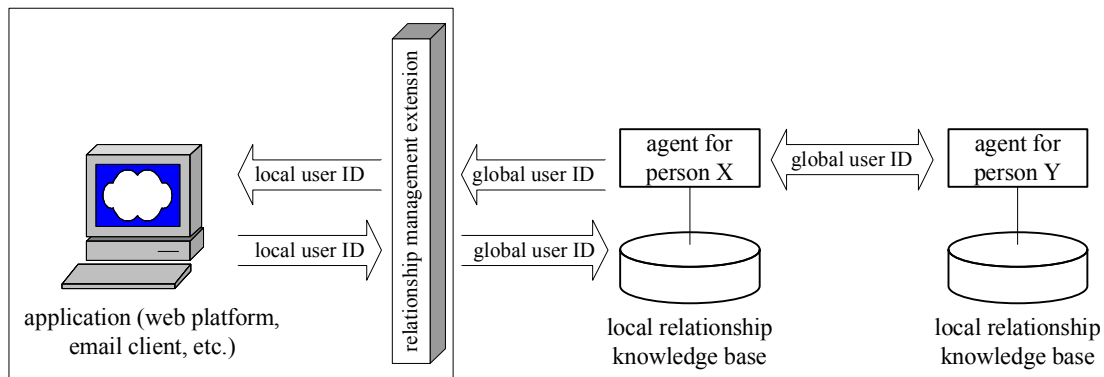 relationship management extension
agent for
person X
agent for
person Y
global user ID
local user ID
global user ID
local user ID
global user ID
application (web platform,
email client, etc.)
local relationship
knowledge base
local relationship
knowledge base